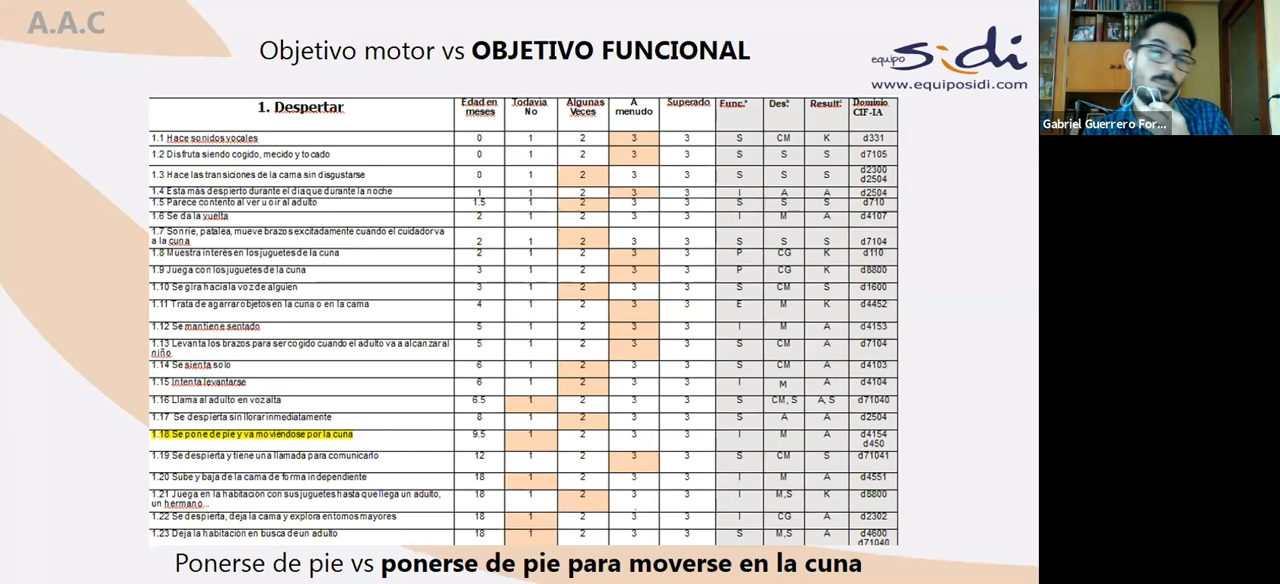 A.A.C
Objetivo motor vs OBJETIVO FUNCIONAL
equipo sidi
www.equiposidi.com
Gabriel Guerrero For...
1. Despertar Edad en meses Todavía No Algunas Veces A menudo Superado Func. Des. Result. Dominio CIF-IA
1.1 Hace sonidos vocales 0 1 2 3 3 S CM K d331
1.2 Disfruta siendo cogido, mecido y tocado 0 1 2 3 3 S S S d7105
1.3 Hace las transiciones de la cama sin disgustarse 0 1 2 3 3 S S S d2300 d2504
1.4 Esta más despierto durante el día que durante la noche 1 1 2 3 3 I A A d2504
1.5 Parece contento al ver u oir al adulto 1.5 1 2 3 3 S S S d710
1.6 Se da la vuelta 2 1 2 3 3 I M A d4107
1.7 Sonríe, patalea, mueve brazos excitadamente cuando el cuidador va
a la cuna 2 1 2 3 3 S S S d7104
1.8 Muestra interés en los juguetes de la cuna 2 1 2 3 3 P CG K d110
1.9 Juega con los juguetes de la cuna 3 1 2 3 3 P CG K d8800
1.10 Se gira hacia la voz de alguien 3 1 2 3 3 S CM S d1600
1.11 Trata de agarrar objetos en la cuna o en la cama 4 1 2 3 3 E M K d4452
1.12 Se mantiene sentado 5 1 2 3 3 I M A d4153
1.13 Levanta los brazos para ser cogido cuando el adulto va a alcanzar al
niño 5 1 2 3 3 S CM A d7104
1.14 Se sienta solo 6 1 2 3 3 S CM A d4103
1.15 Intenta levantarse 6 1 2 3 3 I M A d4104
1.16 Llama al adulto en voz alta 6.5 1 2 3 3 S CM, S A, S d71040
1.17 Se despierta sin llorar inmediatamente 8 1 2 3 3 S A A d2504
1.18 Se pone de pie y va moviéndose por la cuna 9.5 1 2 3 3 I M A d4154 d450
1.19 Se despierta y tiene una llamada para comunicarlo 12 1 2 3 3 S CM S d71041
1.20 Sube y baja de la cama de forma independiente 18 1 2 3 3 I M A d4551
1.21 Juega en la habitación con sus juguetes hasta que llega un adulto,
un hermano... 18 1 2 3 3 I M,S K d8800
1.22 Se despierta, deja la cama y explora entornos mayores 18 1 2 3 3 I CG A d2302
1.23 Deja la habitación en busca de un adulto 18 1 2 3 3 S M,S A d4600 d71040
Ponerse de pie vs ponerse de pie para moverse en la cuna